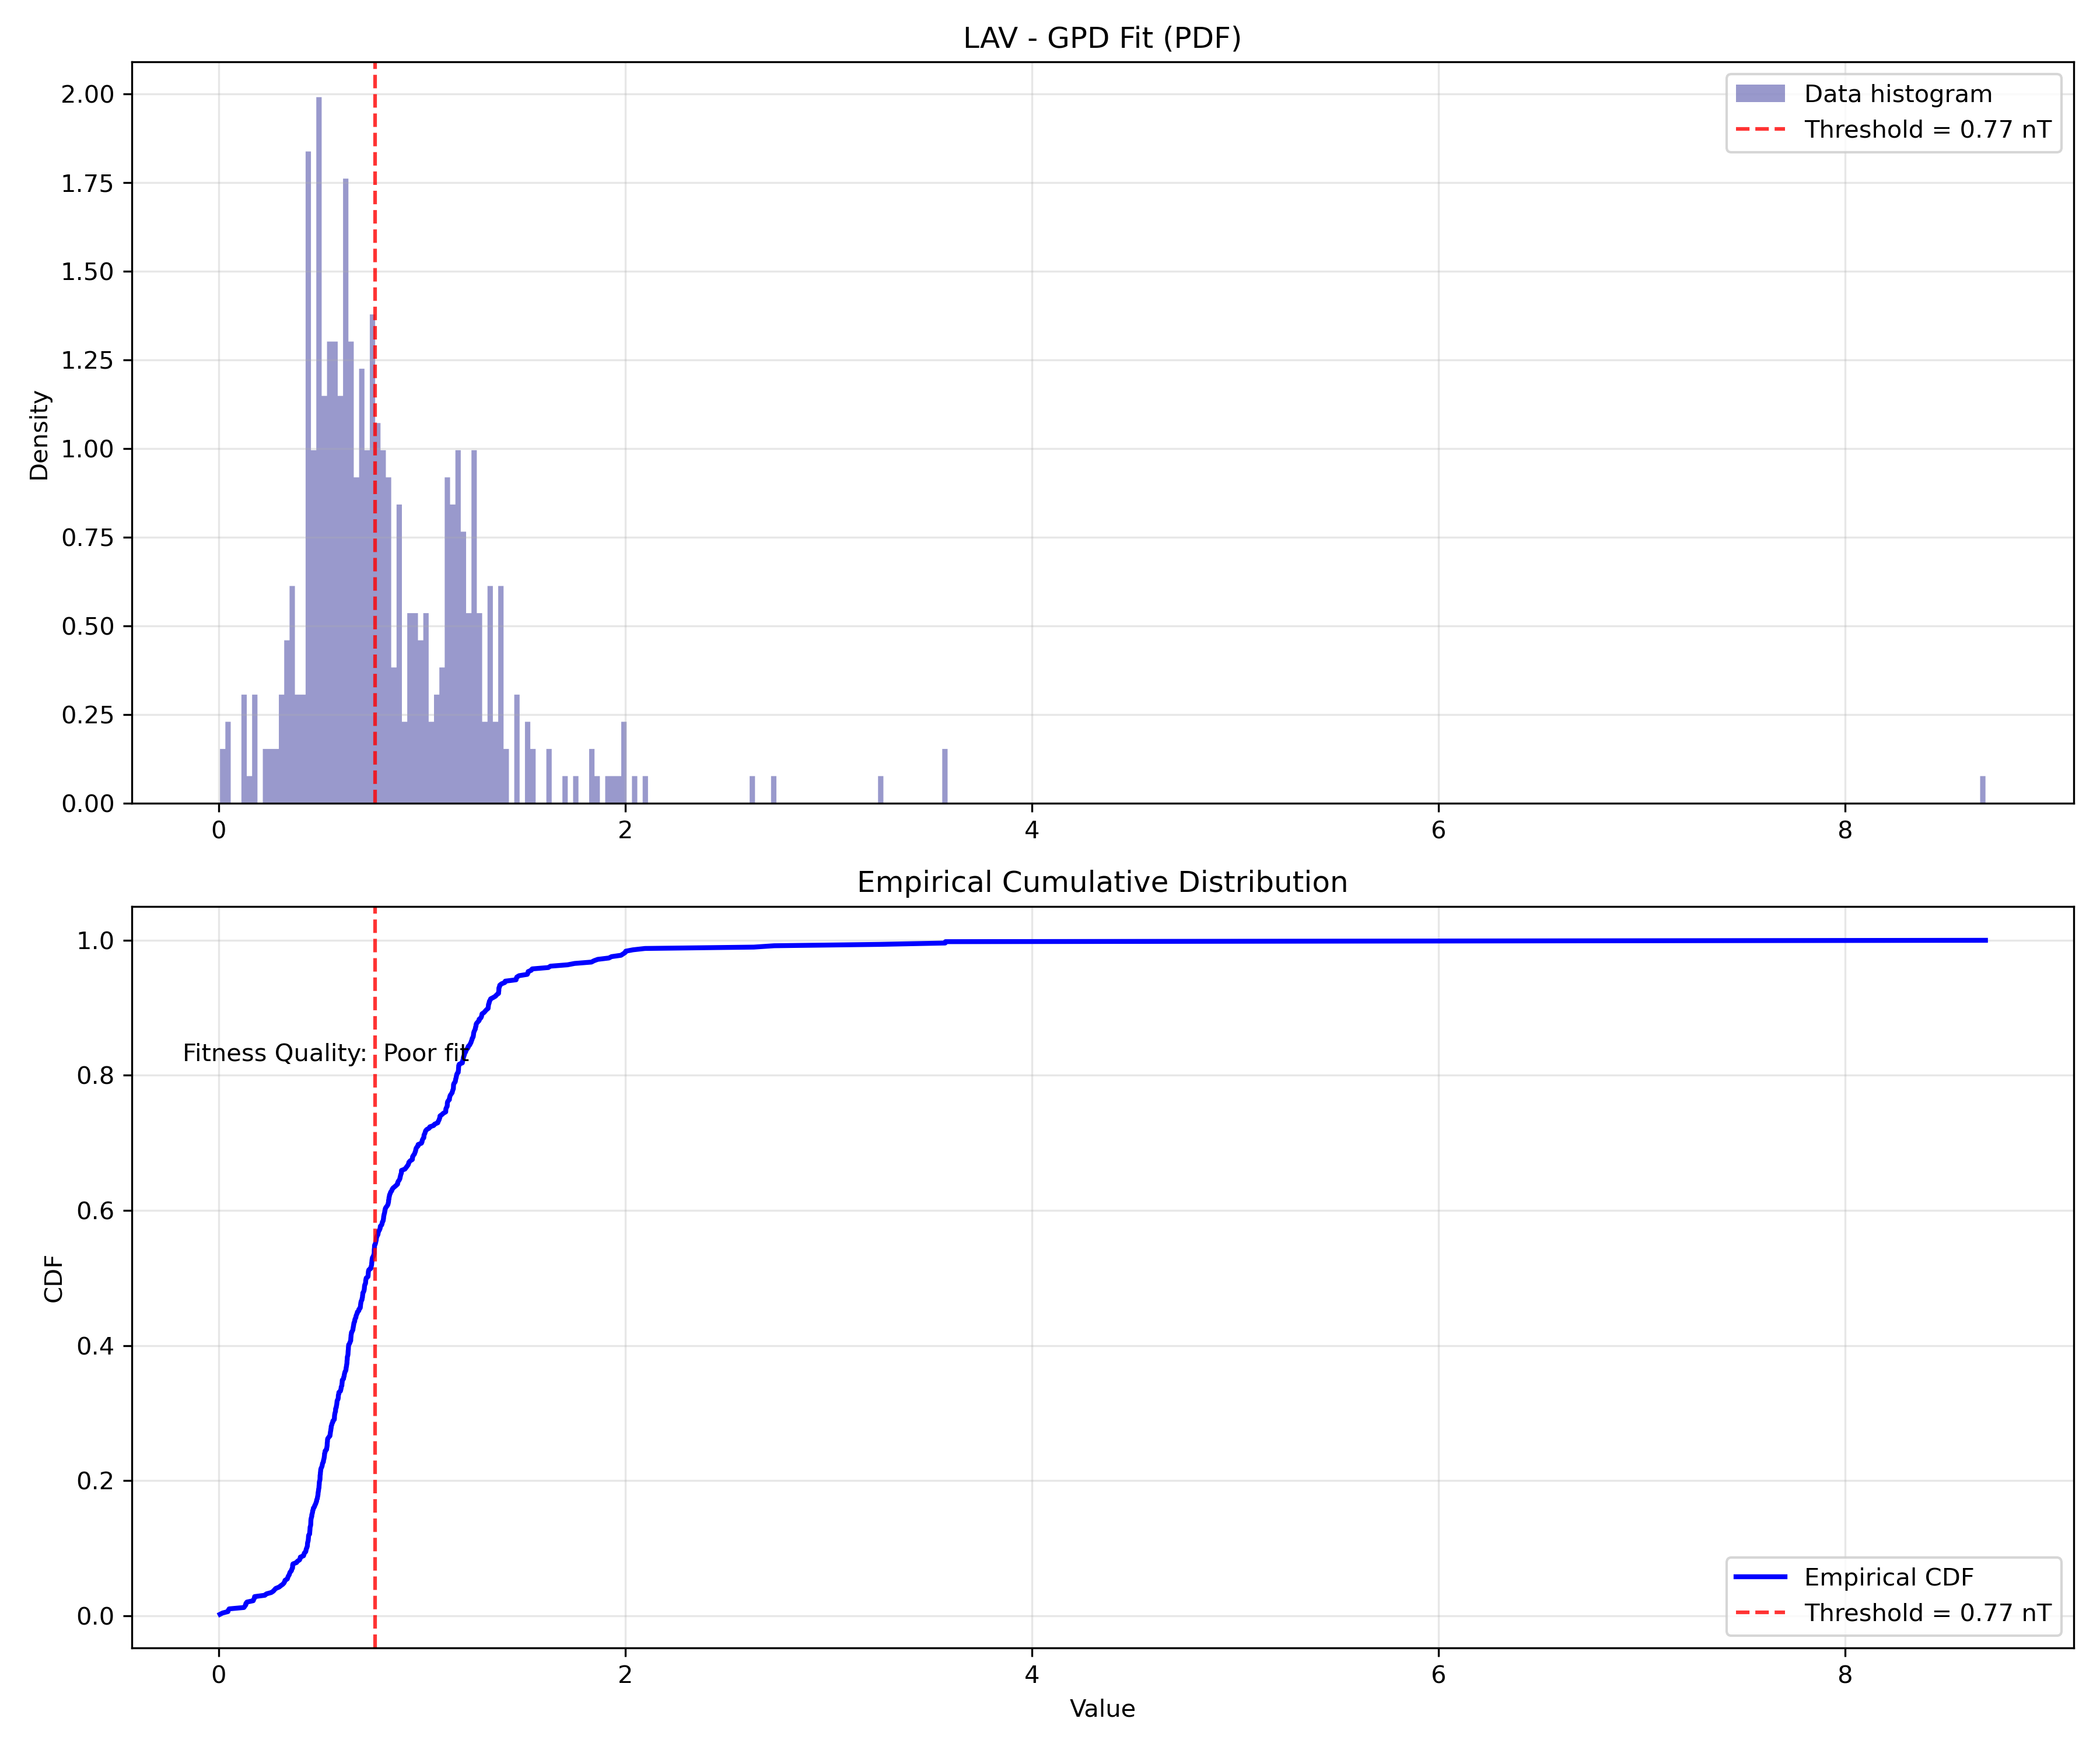 LAV - GPD Fit (PDF)
Density
2.00
1.75
1.50
1.25
1.00
0.75
0.50
0.25
0.00
Data histogram
Threshold = 0.77 nT
0 2 4 6 8
Empirical Cumulative Distribution
CDF
1.0
0.8
0.6
0.4
0.2
0.0
Fitness Quality: Poor fit
Empirical CDF
Threshold = 0.77 nT
0 2 4 6 8
Value